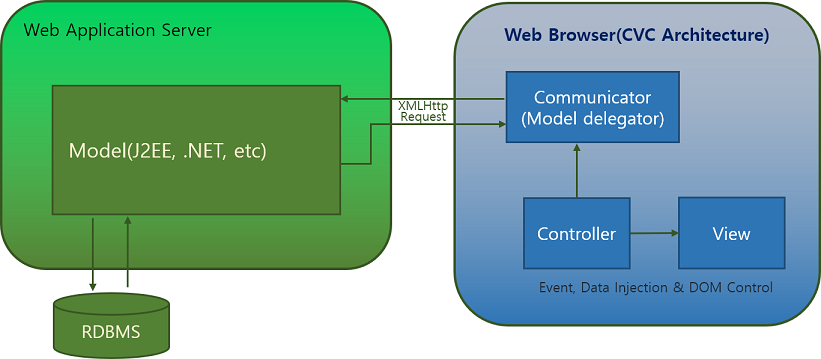 Web Application Server
Model(J2EE, .NET, etc)
RDBMS
XMLHttp
Request
Web Browser(CVC Architecture)
Communicator
(Model delegator)
Controller
View
Event, Data Injection & DOM Control